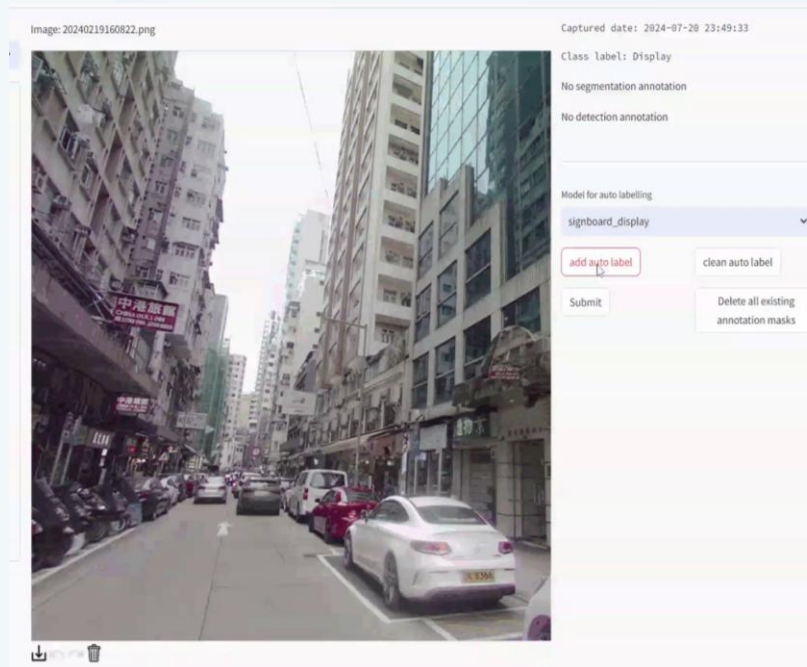 Image: 20240219160822.png
Captured date: 2024-07-20 23:49:33
Class label: Display
No segmentation annotation
No detection annotation
Model for auto labelling
signboard_display
add auto label
clean auto label
Submit
Delete all existing
annotation masks
中港旅館